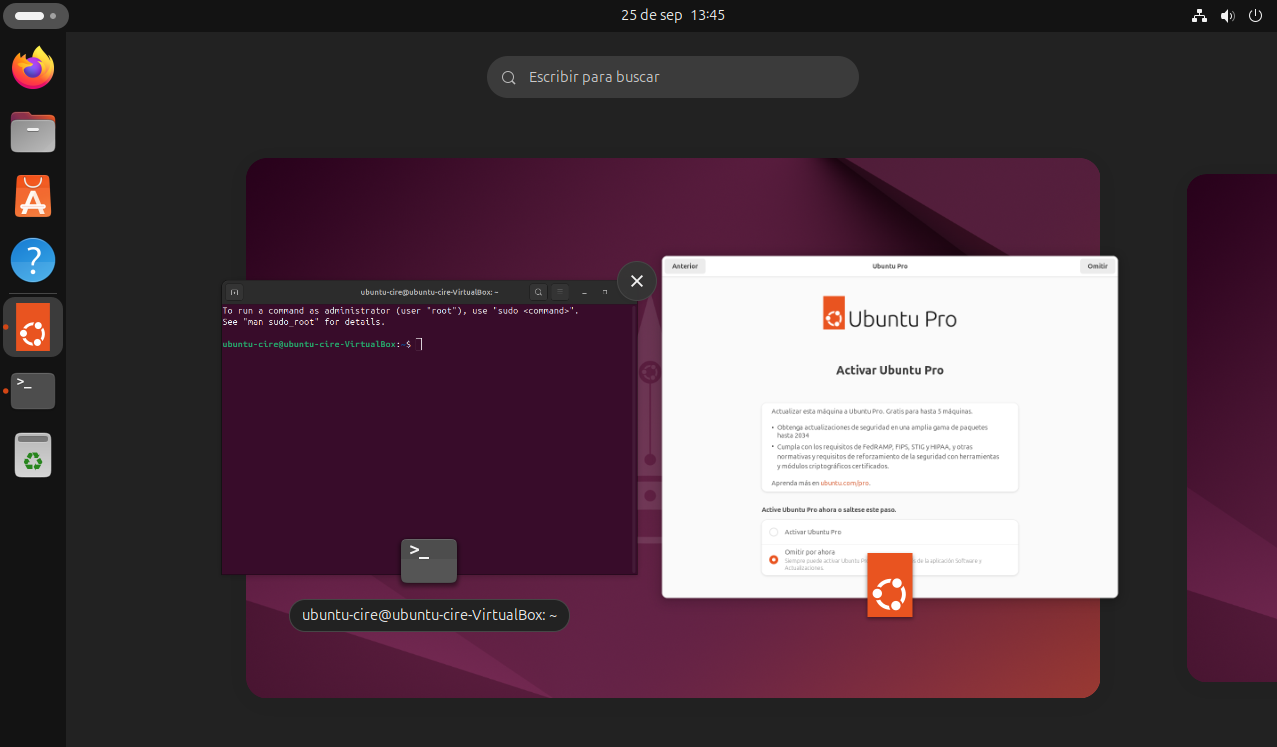 25 de sep 13:45
Escribir para buscar
ubuntu-cire@ubuntu-cire-VirtualBox: ~
To run a command as administrator (user "root"), use "sudo <command>".
See "man sudo_root" for details.
ubuntu-cire@ubuntu-cire-VirtualBox:~$
>_
ubuntu-cire@ubuntu-cire-VirtualBox: ~
Anterior
Ubuntu Pro
Omitir
Ubuntu Pro
Activar Ubuntu Pro
Actualizar esta máquina a Ubuntu Pro. Gratis para hasta 5 máquinas.
• Obtenga actualizaciones de seguridad en una amplia gama de paquetes
hasta 2034
• Cumpla con los requisitos de FedRAMP, FIPS, STIG y HIPAA, y otras
normativas y requisitos de reforzamiento de la seguridad con herramientas
y módulos criptográficos certificados.
Aprenda más en ubuntu.com/pro.
Active Ubuntu Pro ahora o saltese este paso.
Activar Ubuntu Pro
Omitir por ahora
Siempre puede activar Ubuntu de la aplicación Software y
Actualizaciones.
>_